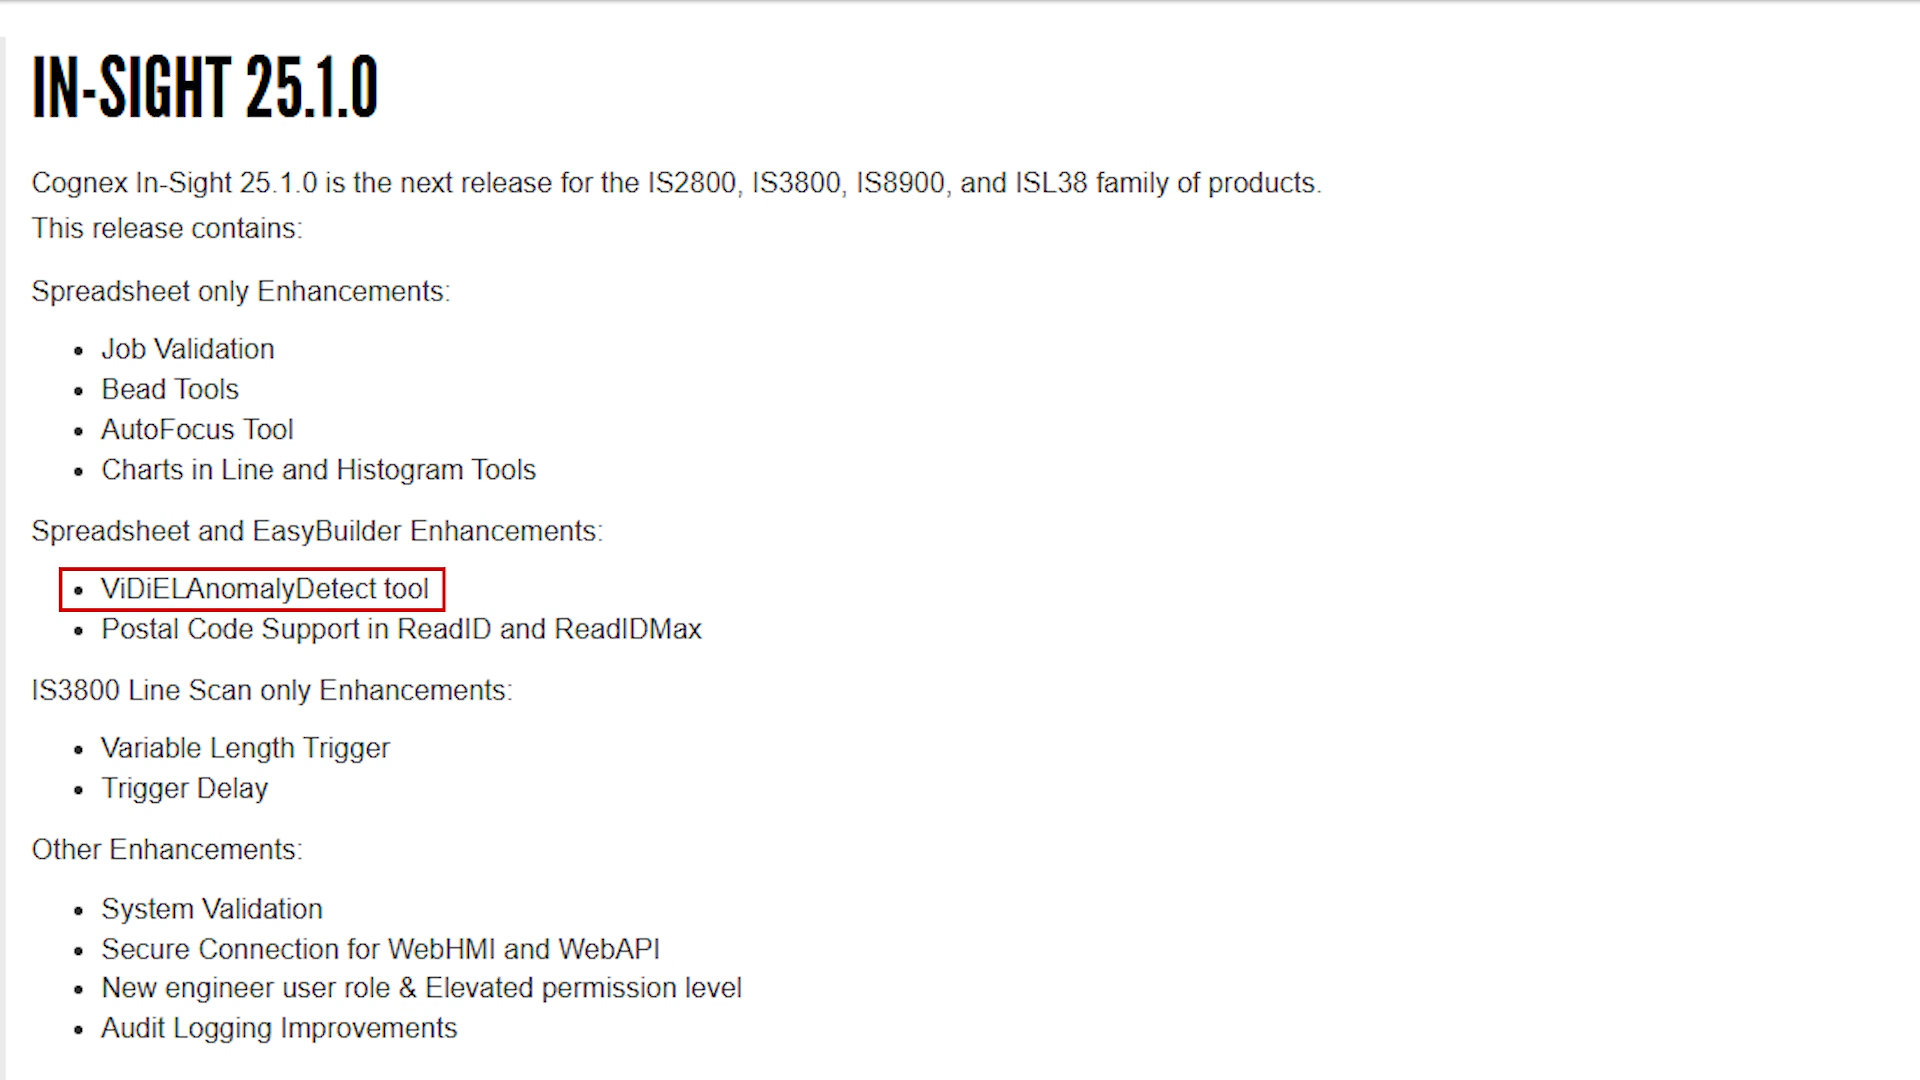 IN-SIGHT 25.1.0
Cognex In-Sight 25.1.0 is the next release for the IS2800, IS3800, IS8900, and ISL38 family of products.
This release contains:
Spreadsheet only Enhancements:
• Job Validation
• Bead Tools
• AutoFocus Tool
• Charts in Line and Histogram Tools
Spreadsheet and EasyBuilder Enhancements:
• ViDiELAnomalyDetect tool
• Postal Code Support in ReadID and ReadIDMax
IS3800 Line Scan only Enhancements:
• Variable Length Trigger
• Trigger Delay
Other Enhancements:
• System Validation
• Secure Connection for WebHMI and WebAPI
• New engineer user role & Elevated permission level
• Audit Logging Improvements